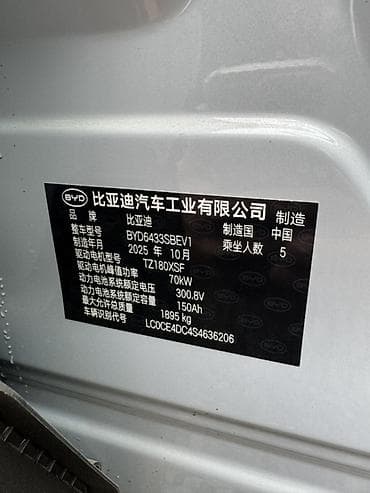 BYD 比亚迪汽车工业有限公司 制造
品牌 比亚迪 制造国 中国
整车型号 BYD6433SBEV1 乘坐人数 5
制造年月 2025 年 10 月
驱动电机型号 TZ180XSF
驱动电机峰值功率 70kW
动力电池系统额定电压 300.8V
动力电池系统额定容量 150Ah
最大允许总质量 1895 kg
车辆识别代号 LC0CE4DC4S4636206